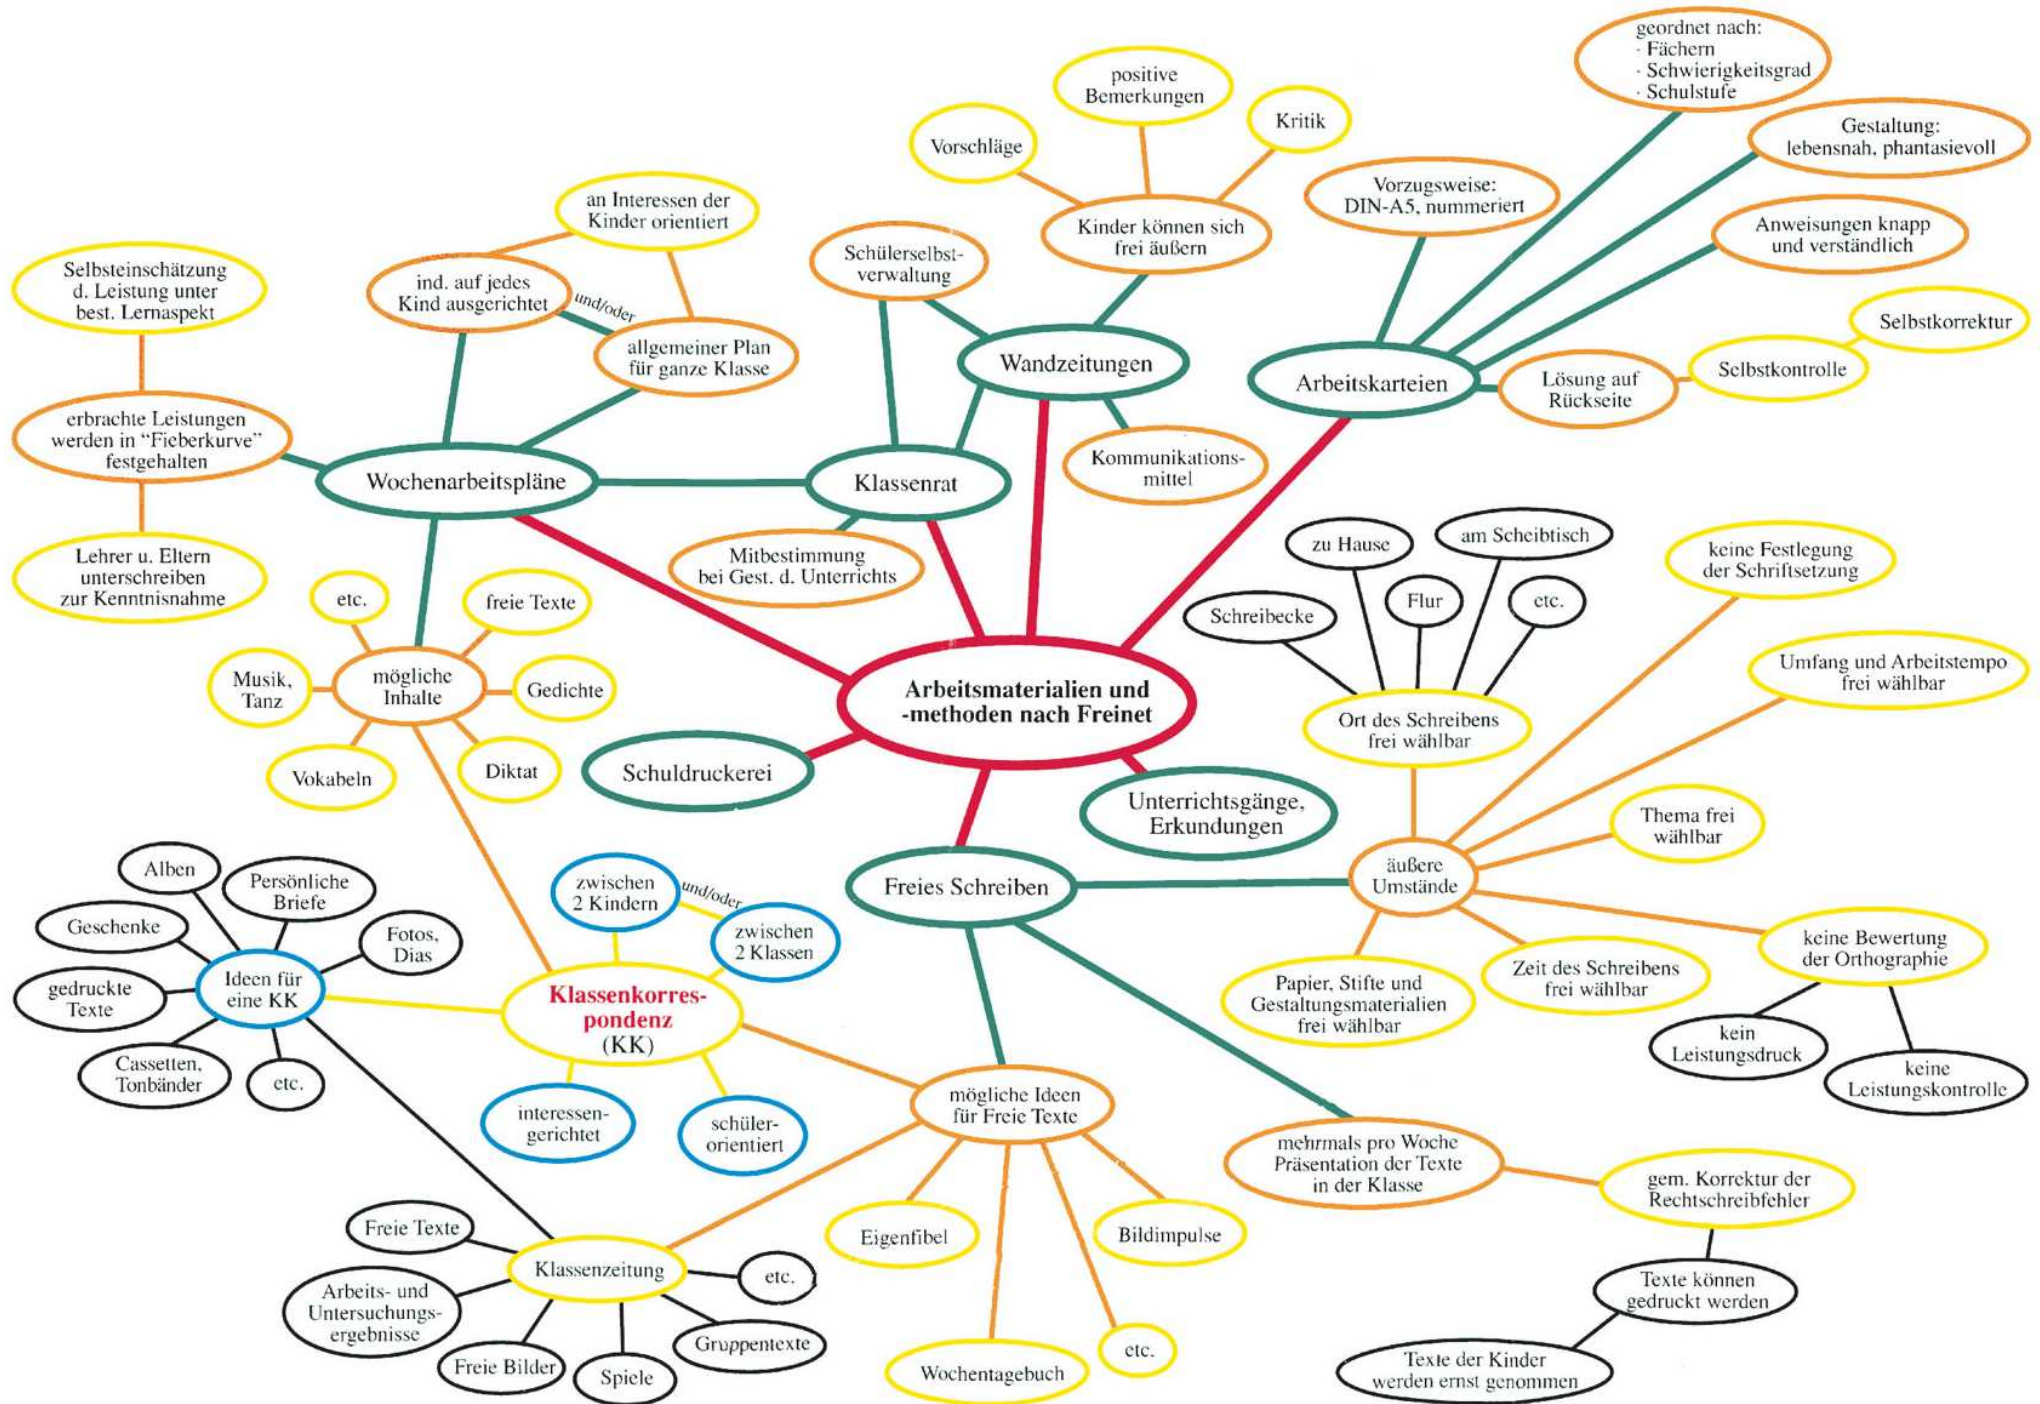 geordnet nach:
· Fächern
· Schwierigkeitsgrad
· Schulstufe
positive
Bemerkungen
Kritik
Vorschläge
Gestaltung:
lebensnah, phantasievoll
Vorzugsweise:
DIN-A5, nummeriert
an Interessen der
Kinder orientiert
Kinder können sich
frei äußern
Anweisungen knapp
und verständlich
Schülerselbst-
verwaltung
Selbsteinschätzung
d. Leistung unter
best. Lernaspekt
ind. auf jedes
Kind ausgerichtet
und/oder
allgemeiner Plan
für ganze Klasse
Wandzeitungen
Arbeitskarteien
Lösung auf
Rückseite
Selbstkontrolle
Selbstkorrektur
erbrachte Leistungen
werden in “Fieberkurve”
festgehalten
Wochenarbeitspläne
Klassenrat
Kommunikations-
mittel
Mitbestimmung
bei Gest. d. Unterrichts
Lehrer u. Eltern
unterschreiben
zur Kenntnisnahme
zu Hause
am Scheibtisch
Schreibecke
Flur
etc.
keine Festlegung
der Schriftsetzung
etc.
freie Texte
Musik,
Tanz
mögliche
Inhalte
Gedichte
Vokabeln
Diktat
Arbeitsmaterialien und
-methoden nach Freinet
Ort des Schreibens
frei wählbar
Umfang und Arbeitstempo
frei wählbar
Schuldruckerei
Unterrichtsgänge,
Erkundungen
Thema frei
wählbar
Freies Schreiben
äußere
Umstände
Alben
Persönliche
Briefe
Geschenke
Fotos,
Dias
Ideen für
eine KK
gedruckte
Texte
Cassetten,
Tonbänder
etc.
zwischen
2 Kindern
und/oder
zwischen
2 Klassen
Klassenkorres-
pondenz
(KK)
interessen-
gerichtet
schüler-
orientiert
Papier, Stifte und
Gestaltungsmaterialien
frei wählbar
Zeit des Schreibens
frei wählbar
keine Bewertung
der Orthographie
kein
Leistungsdruck
keine
Leistungskontrolle
mögliche Ideen
für Freie Texte
mehrmals pro Woche
Präsentation der Texte
in der Klasse
gem. Korrektur der
Rechtschreibfehler
Freie Texte
Klassenzeitung
etc.
Arbeits- und
Untersuchungs-
ergebnisse
Freie Bilder
Spiele
Gruppentexte
Eigenfibel
Bildimpulse
Wochentagebuch
etc.
Texte können
gedruckt werden
Texte der Kinder
werden ernst genommen